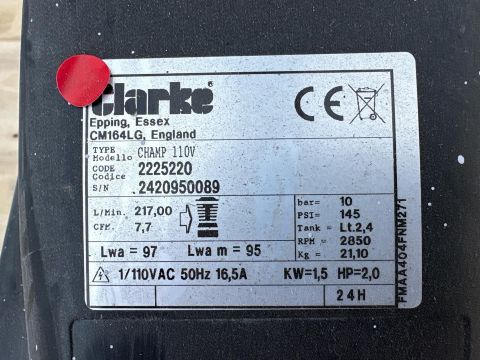 Clarke®
Epping, Essex
CM164LG, England
TYPE
Modello CHAMP 110V
CODE
Codice 2225220
S/N 2420950089
L/Min. 217,00
CFM. 7,7
bar= 10
PSI= 145
Tank = Lt.2,4
RPM = 2850
Kg = 21,10
Lwa = 97 Lwa m = 95
1/110VAC 50Hz 16,5A KW=1,5 HP=2,0
24H
FMAA404FNM271
CE